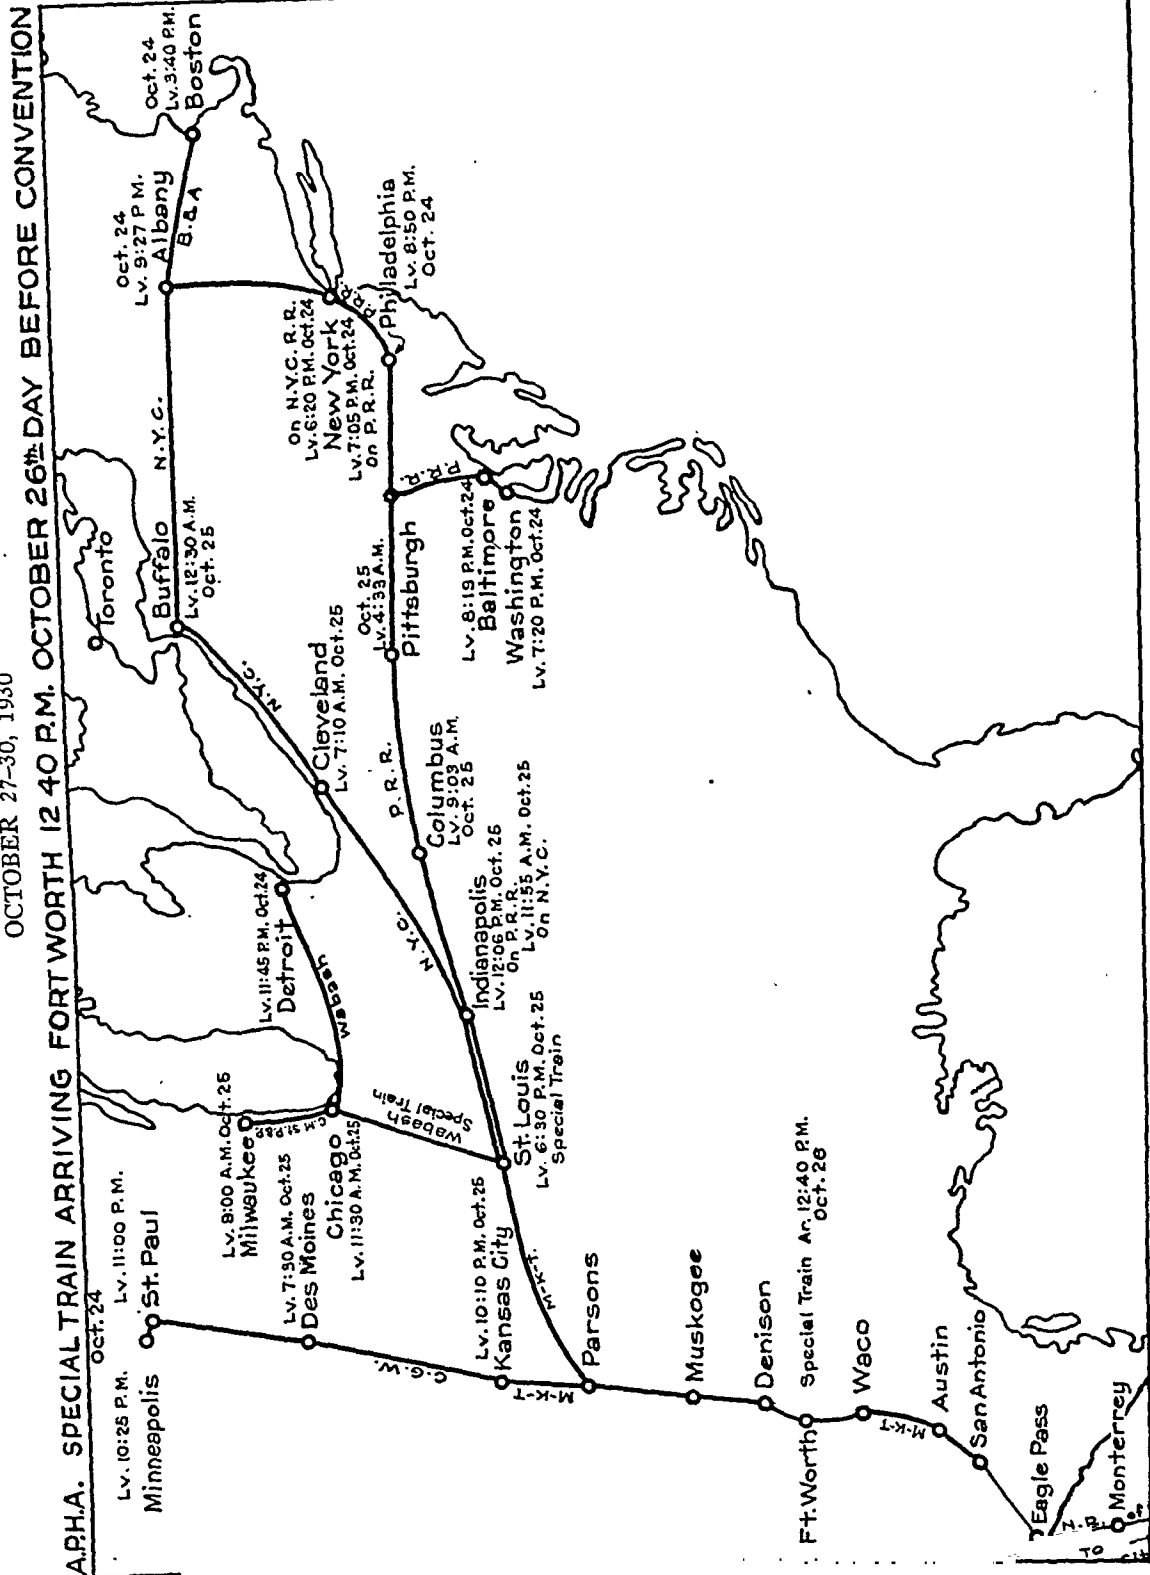 OCTOBER 27-30, 1930
A.P.H.A. SPECIAL TRAIN ARRIVING FORT WORTH 12 40 P.M. OCTOBER 26th DAY BEFORE CONVENTION
Oct. 24
Lv. 10:25 P.M.
Minneapolis
Lv. 11:00 P.M.
St. Paul
C.G.W.
Lv. 7:30 A.M. Oct. 25
Des Moines
Lv. 8:00 A.M. Oct. 25
Milwaukee
C.M.St.P.&P.
Chicago
Lv. 11:30 A.M. Oct. 25
Wabash
Special Train
Lv. 11:45 P.M. Oct. 24
Detroit
Wabash
Toronto
Buffalo
Lv. 12:30 A.M.
Oct. 25
N.Y.C.
Oct. 24
Lv. 9:27 P.M.
Albany
B. & A
Oct. 24
Lv. 3:40 P.M.
Boston
N.Y.C.
Cleveland
Lv. 7:10 A.M. Oct. 25
N.Y.C.
On N.Y.C. R.R.
Lv. 6:20 P.M. Oct. 24
New York
Lv. 7:05 P.M. Oct. 24
On P.R.R.
P.R.R.
Philadelphia
Lv. 8:50 P.M.
Oct. 24
Oct. 25
Lv. 4:33 A.M.
Pittsburgh
P.R.R.
Lv. 8:19 P.M. Oct. 24
Baltimore
Washington
Lv. 7:20 P.M. Oct. 24
P.R.R.
Columbus
Lv. 9:03 A.M.
Oct. 25
Indianapolis
Lv. 12:06 P.M. Oct. 25
On P.R.R.
Lv. 11:55 A.M. Oct. 25
On N.Y.C.
St. Louis
Lv. 6:30 P.M. Oct. 25
Special Train
Lv. 10:10 P.M. Oct. 25
Kansas City
M-K-T
M-K-T.
Parsons
Muskogee
Denison
Ft. Worth
Special Train Ar. 12:40 P.M.
Oct. 26
Waco
M-K-T
Austin
San Antonio
Eagle Pass
Monterrey
TO